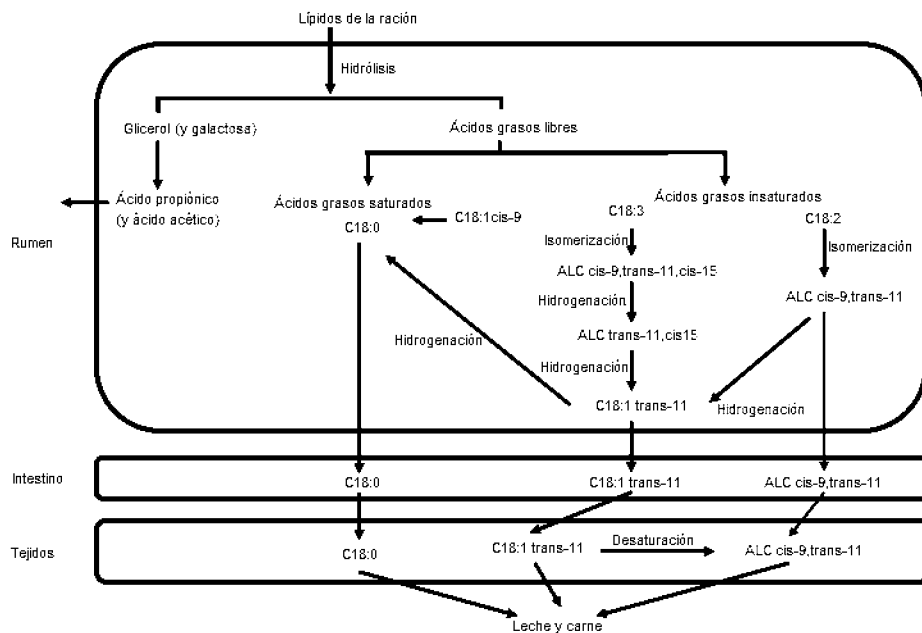 Lípidos de la ración
Hidrólisis
Glicerol (y galactosa)
Ácidos grasos libres
Ácido propiónico
(y ácido acético)
Ácidos grasos saturados
C18:0
C18:1cis-9
Ácidos grasos insaturados
C18:3
C18:2
Isomerización
Isomerización
Rumen
ALC cis-9,trans-11,cis-15
Hidrogenación
ALC cis-9,trans-11
ALC trans-11,cis15
Hidrogenación
Hidrogenación
C18:1 trans-11
Hidrogenación
Intestino
C18:0
C18:1 trans-11
ALC cis-9,trans-11
Tejidos
C18:0
C18:1 trans-11
Desaturación
ALC cis-9,trans-11
Leche y carne